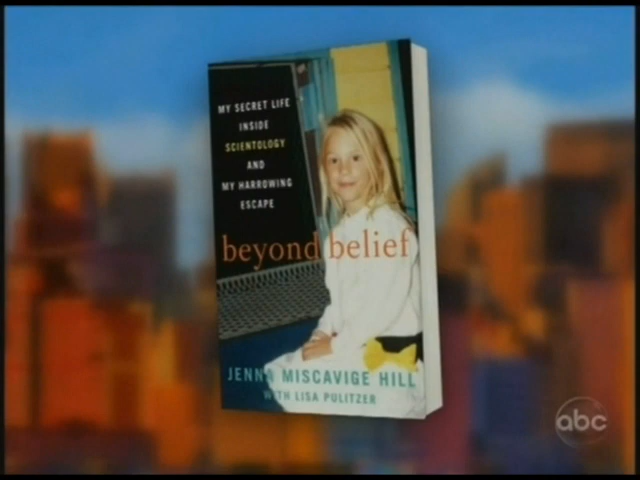 MY SECRET LIFE
INSIDE
SCIENTOLOGY
AND
MY HARROWING
ESCAPE
beyond belief
JENNA MISCAVIGE HILL
WITH LISA PULITZER
abc